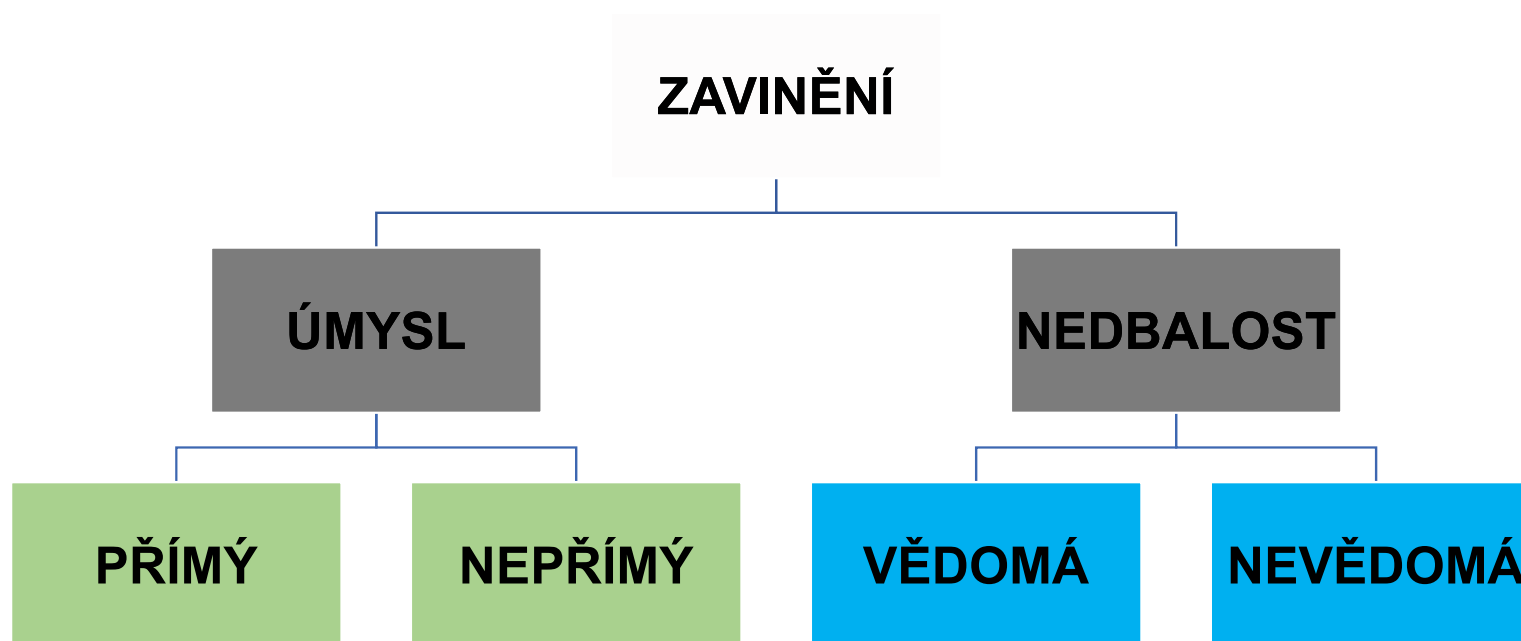 ZAVINĚNÍ
ÚMYSL
NEDBALOST
PŘÍMÝ
NEPŘÍMÝ
VĚDOMÁ
NEVĚDOMÁ